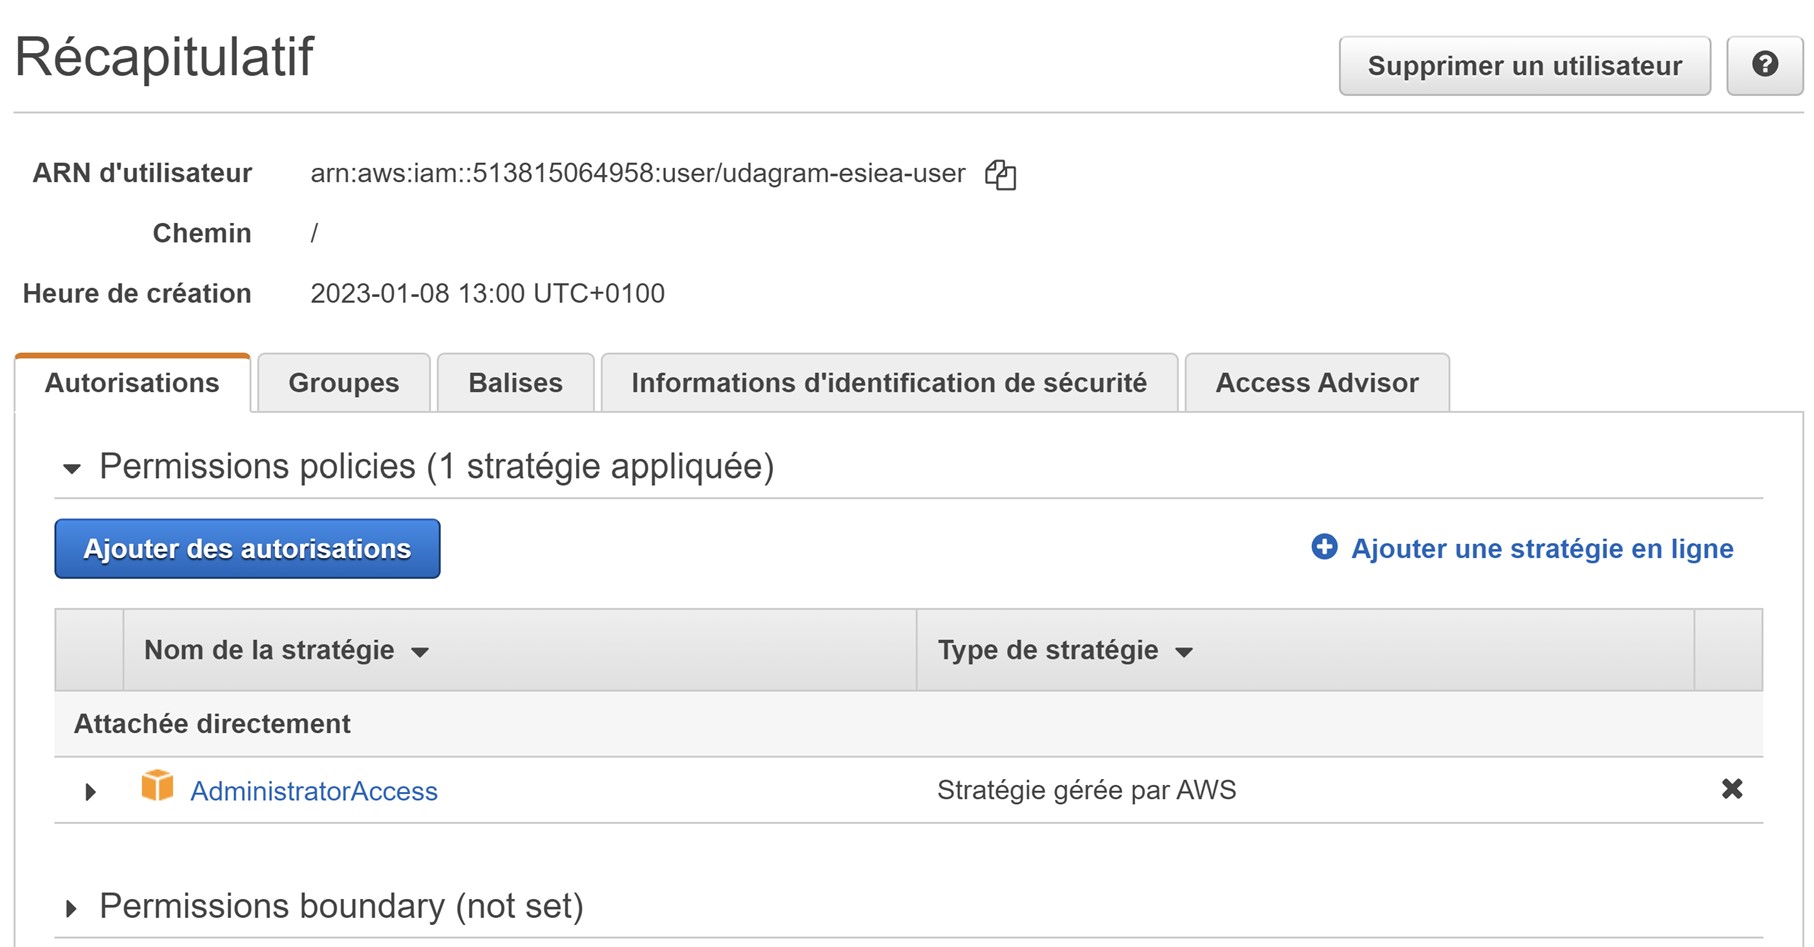 Récapitulatif
Supprimer un utilisateur
?
ARN d'utilisateur arn:aws:iam::513815064958:user/udagram-esiea-user
Chemin /
Heure de création 2023-01-08 13:00 UTC+0100
Autorisations Groupes Balises Informations d'identification de sécurité Access Advisor
Permissions policies (1 stratégie appliquée)
Ajouter des autorisations Ajouter une stratégie en ligne
Nom de la stratégie Type de stratégie
Attachée directement
AdministratorAccess Stratégie gérée par AWS
Permissions boundary (not set)